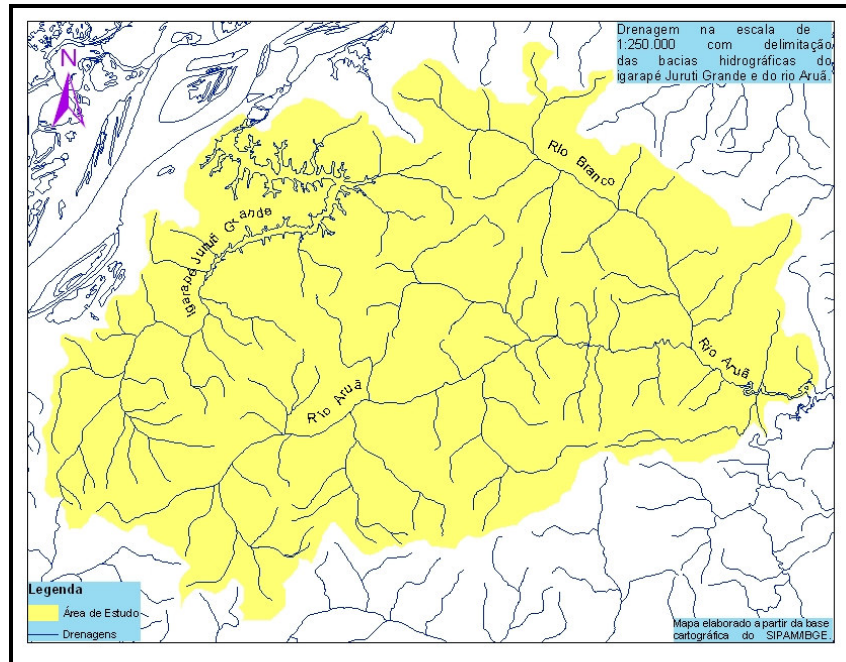 Drenagem na escala de
1:250.000 com delimitação
das bacias hidrográficas do
igarapé Juruti Grande e do rio Aruã.
N
Rio Branco
Igarapé Juruti Grande
Rio Aruã
Rio Aruã
Legenda
Área de Estudo
Drenagens
Mapa elaborado a partir da base
cartográfica do SIPAM/IBGE.